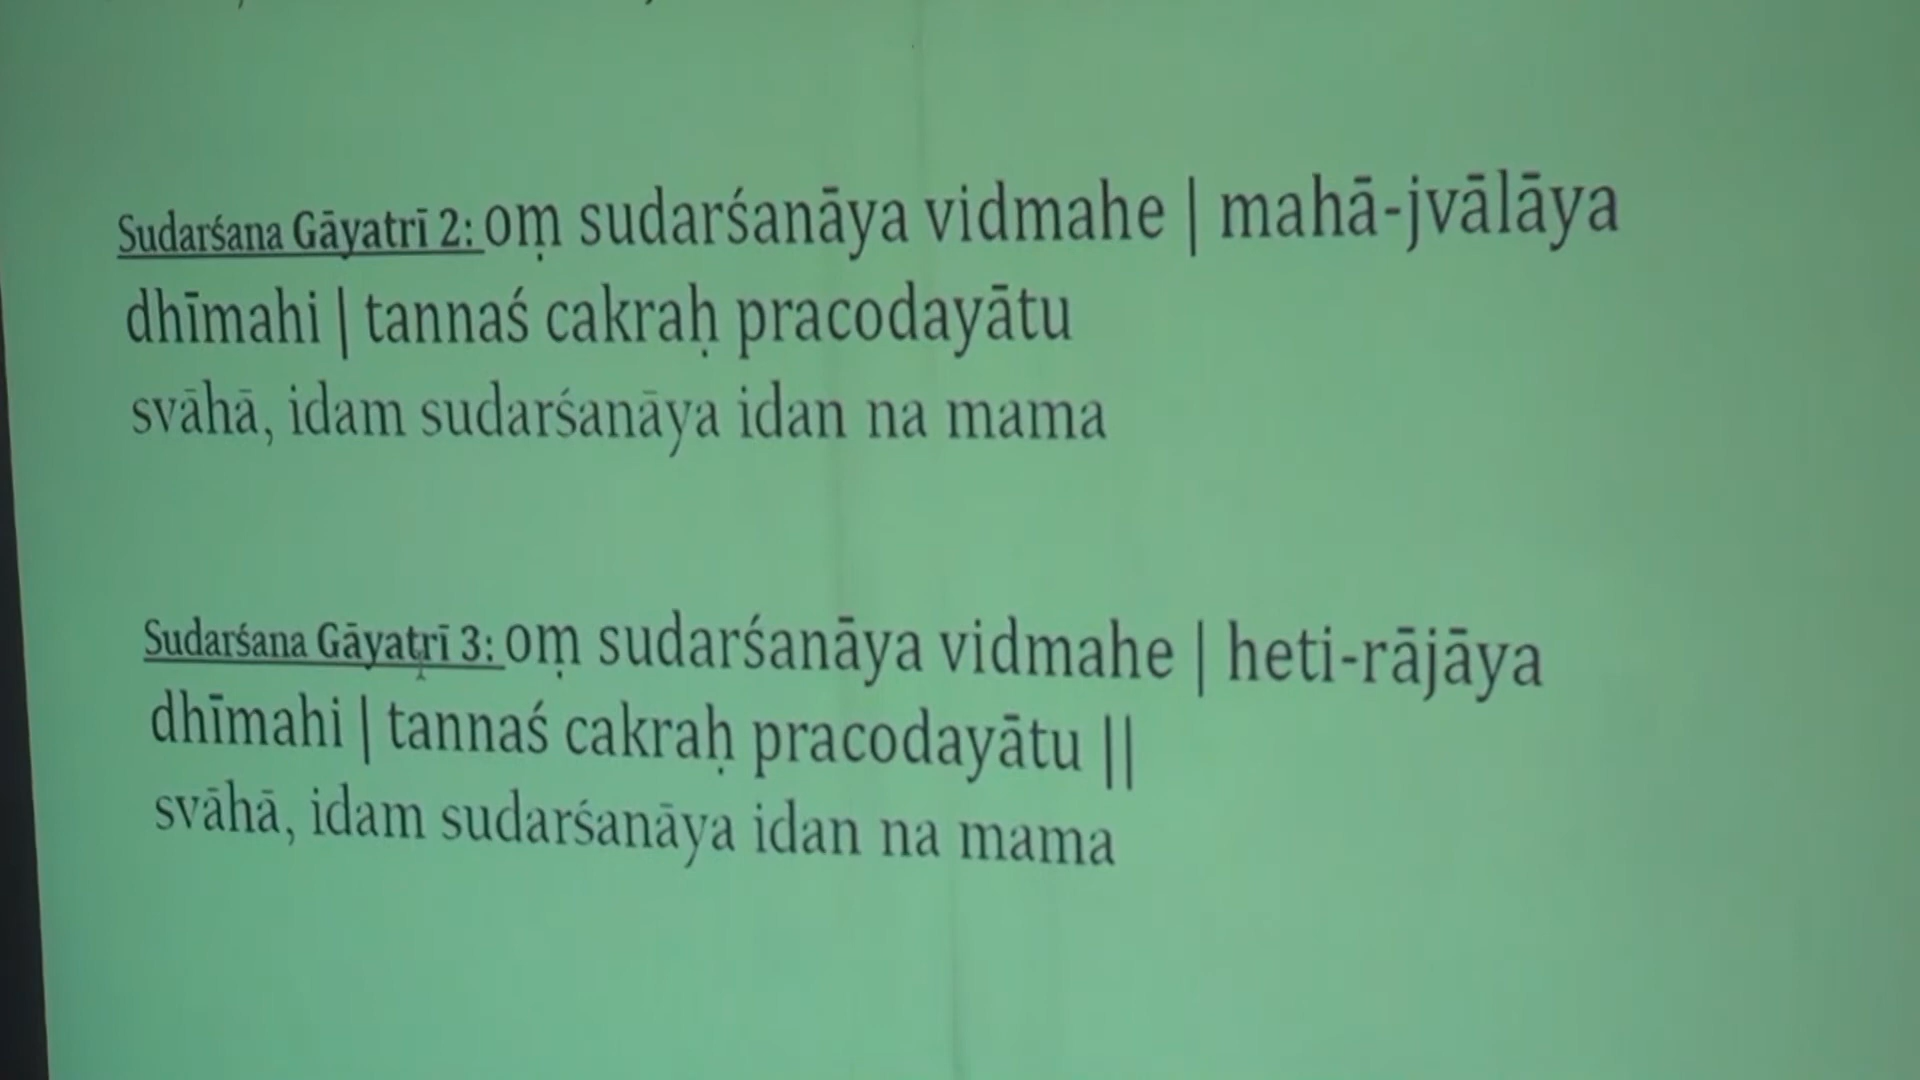 Sudarśana Gāyatrī 2: oṃ sudarśanāya vidmahe | mahā-jvālāya
dhīmahi | tannaś cakraḥ pracodayātu
svāhā, idam sudarśanāya idan na mama
Sudarśana Gāyatrī 3: oṃ sudarśanāya vidmahe | heti-rājāya
dhīmahi | tannaś cakraḥ pracodayātu ||
svāhā, idam sudarśanāya idan na mama